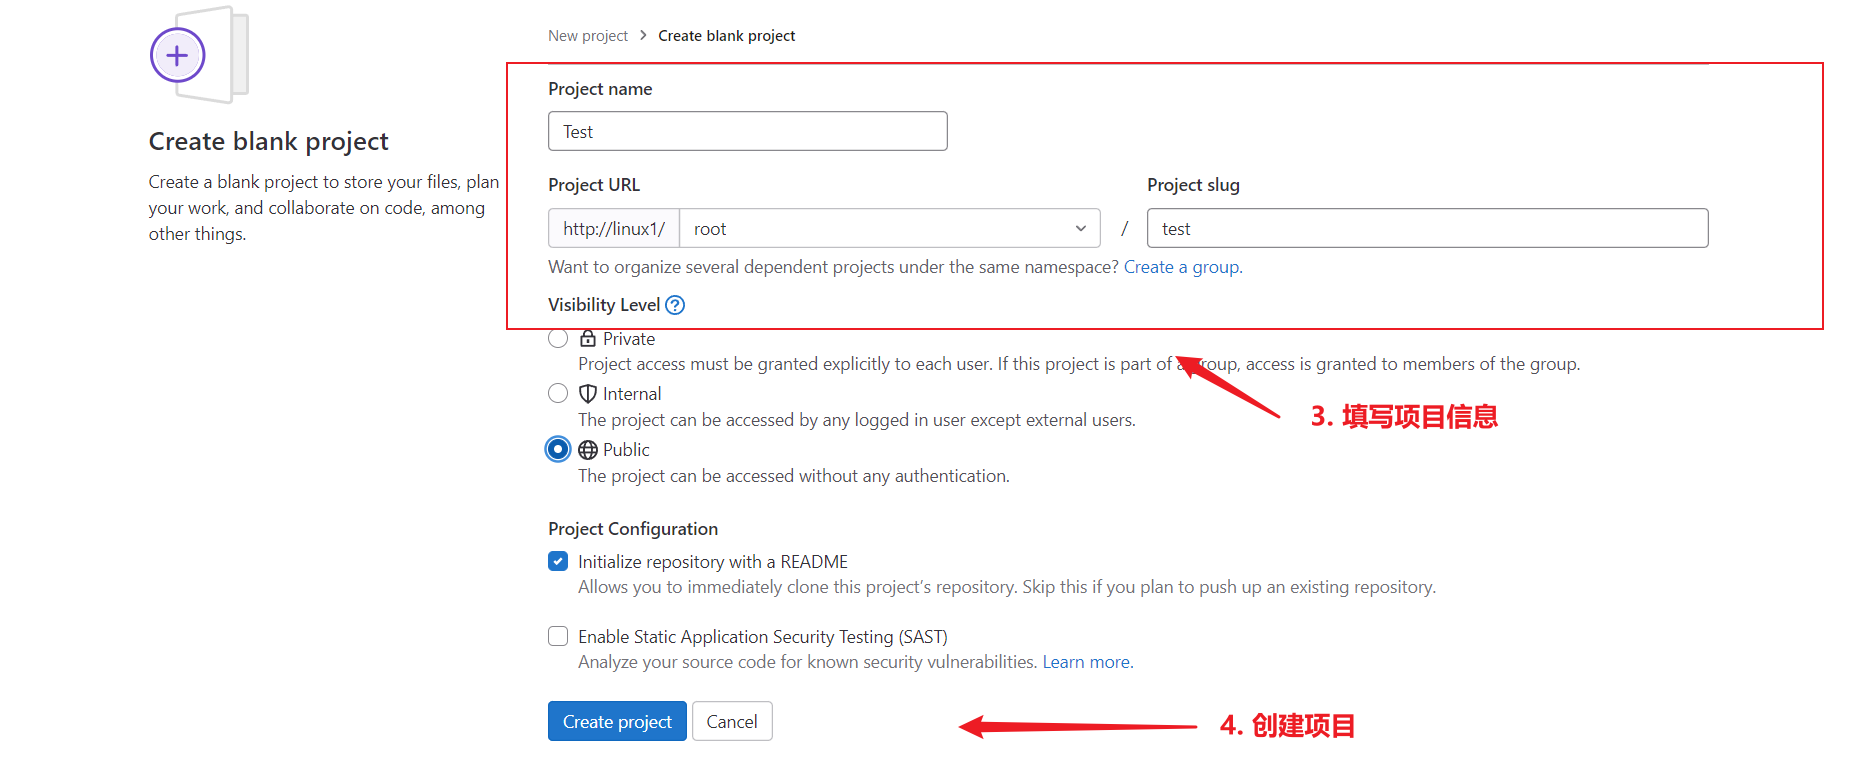 Create blank project
Create a blank project to store your files, plan
your work, and collaborate on code, among
other things.
New project > Create blank project
Project name
Test
Project URL
Project slug
http://linux1/ root / test
Want to organize several dependent projects under the same namespace? Create a group.
Visibility Level ?
Private
Project access must be granted explicitly to each user. If this project is part of a group, access is granted to members of the group.
Internal
The project can be accessed by any logged in user except external users.
3. 填写项目信息
Public
The project can be accessed without any authentication.
Project Configuration
Initialize repository with a README
Allows you to immediately clone this project’s repository. Skip this if you plan to push up an existing repository.
Enable Static Application Security Testing (SAST)
Analyze your source code for known security vulnerabilities. Learn more.
Create project
Cancel
4. 创建项目